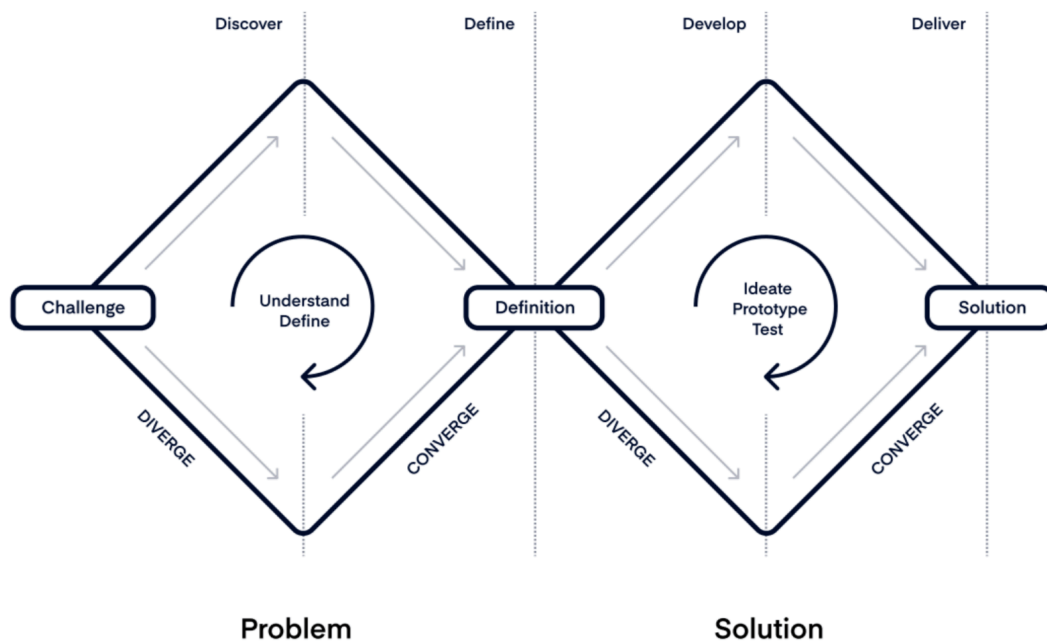 Discover
Define
Develop
Deliver
Challenge
Understand
Define
Definition
Ideate
Prototype
Test
Solution
DIVERGE
CONVERGE
DIVERGE
CONVERGE
Problem
Solution